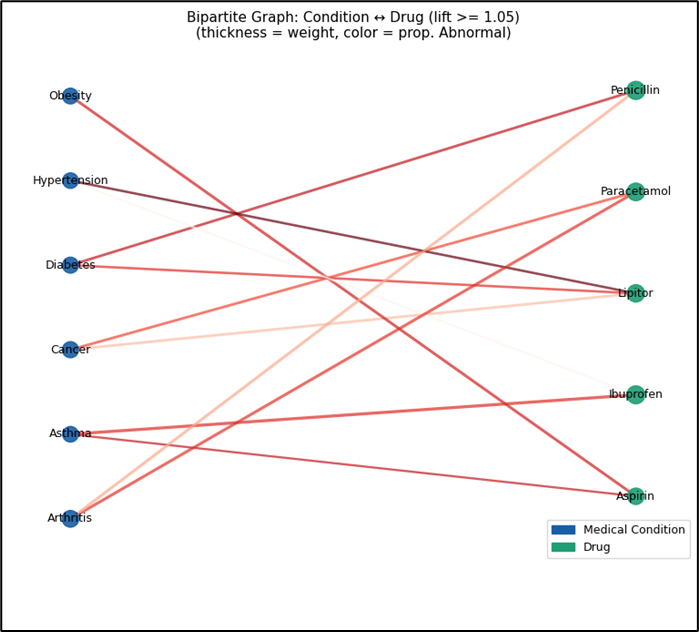 Bipartite Graph: Condition ↔ Drug (lift >= 1.05)
(thickness = weight, color = prop. Abnormal)
Obesity
Hypertension
Diabetes
Cancer
Asthma
Arthritis
Penicillin
Paracetamol
Lipitor
Ibuprofen
Aspirin
Medical Condition
Drug